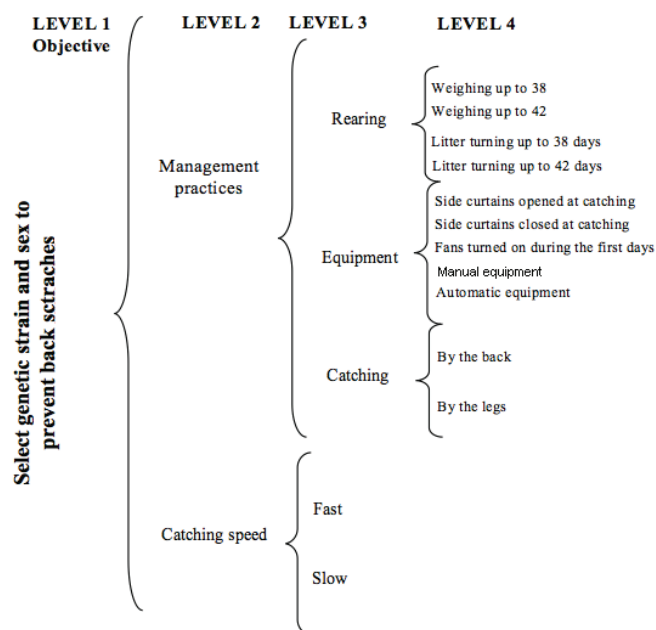 LEVEL 1 LEVEL 2 LEVEL 3 LEVEL 4
Objective
Select genetic strain and sex to
prevent back sctraches
Management
practices
Rearing
Weighing up to 38
Weighing up to 42
Litter turning up to 38 days
Litter turning up to 42 days
Equipment
Side curtains opened at catching
Side curtains closed at catching
Fans turned on during the first days
Manual equipment
Automatic equipment
Catching
By the back
By the legs
Catching speed
Fast
Slow